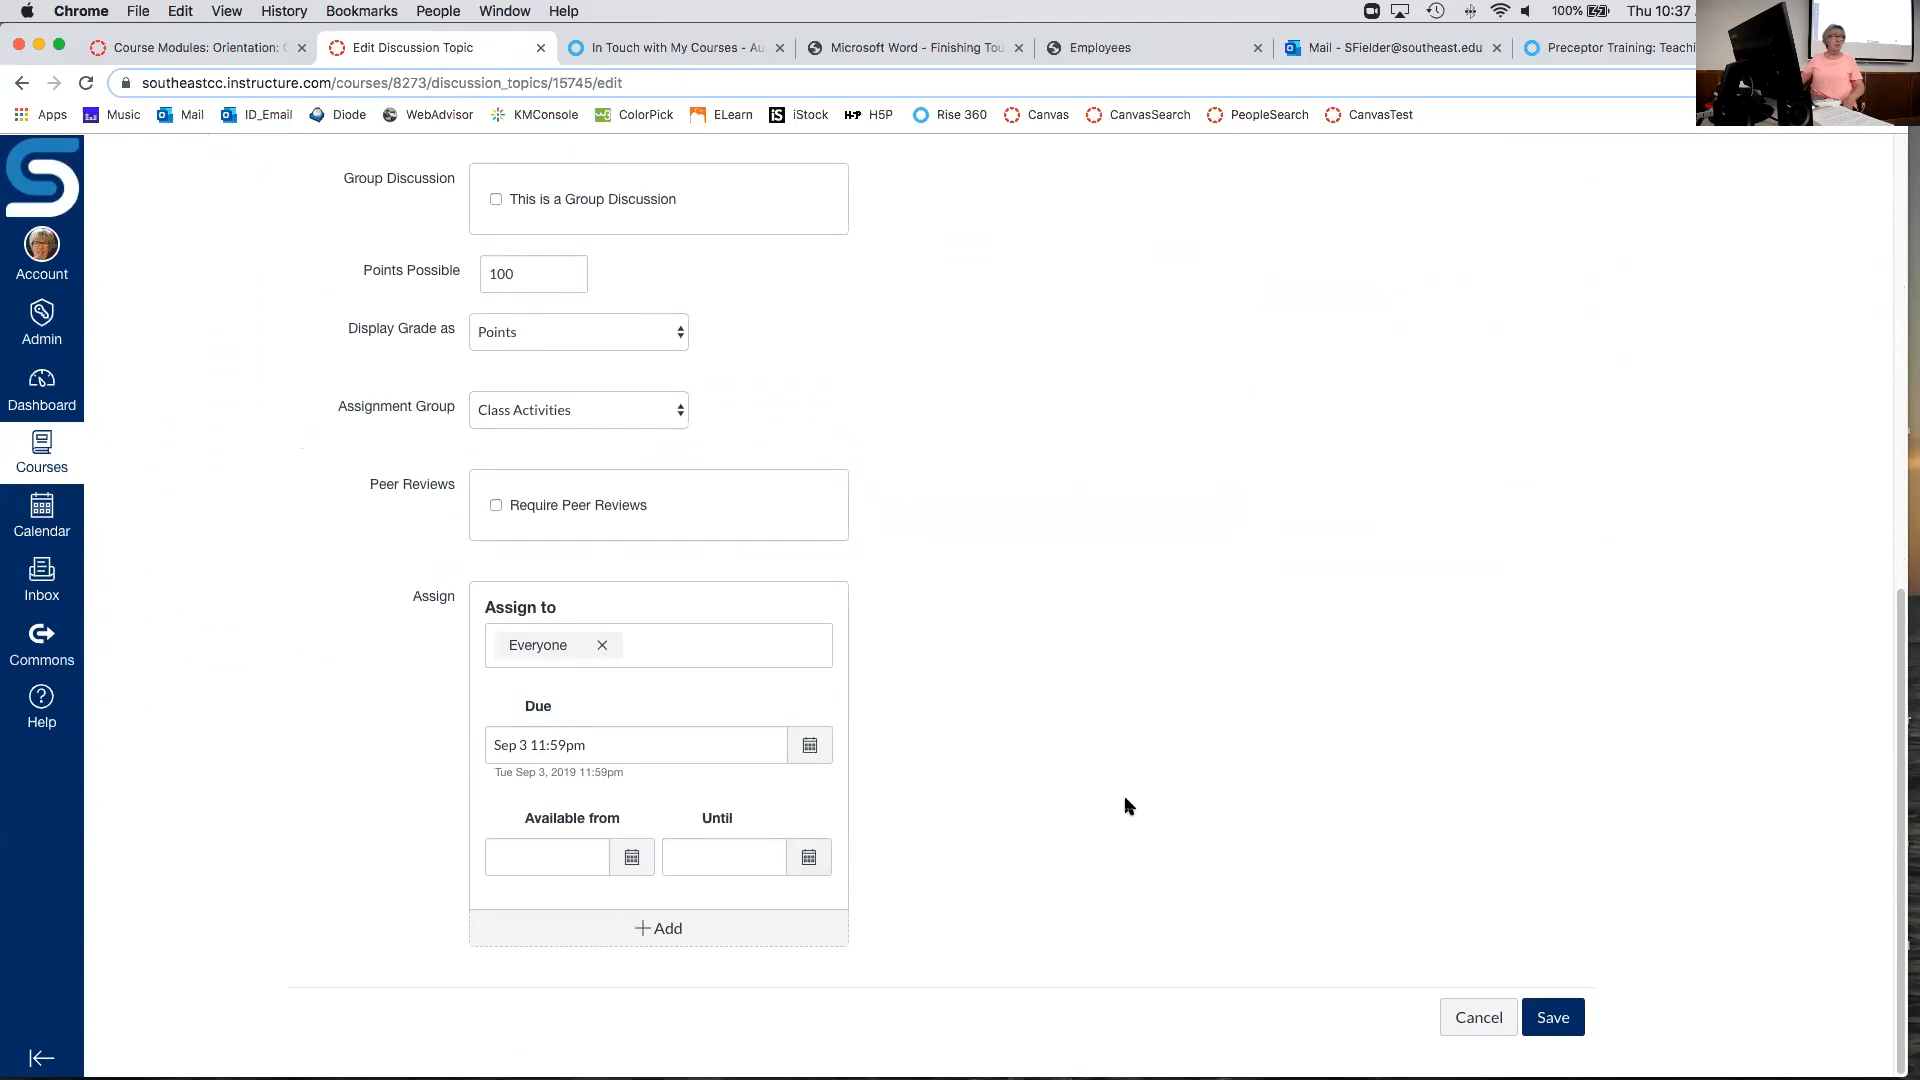 Chrome File Edit View History Bookmarks People Window Help 100% Thu 10:37
Course Modules: Orientation:
Edit Discussion Topic
In Touch with My Courses - Au
Microsoft Word - Finishing Tou
Employees
Mail - SFielder@southeast.edu
Preceptor Training: Teachi
southeastcc.instructure.com/courses/8273/discussion_topics/15745/edit
Apps Music Mail ID_Email Diode WebAdvisor KMConsole ColorPick ELearn iStock H5P Rise 360 Canvas CanvasSearch PeopleSearch CanvasTest
Account
Admin
Dashboard
Courses
Calendar
Inbox
Commons
Help
Group Discussion
This is a Group Discussion
Points Possible
100
Display Grade as
Points
Assignment Group
Class Activities
Peer Reviews
Require Peer Reviews
Assign
Assign to
Everyone
Due
Sep 3 11:59pm
Tue Sep 3, 2019 11:59pm
Available from Until
Add
Cancel Save